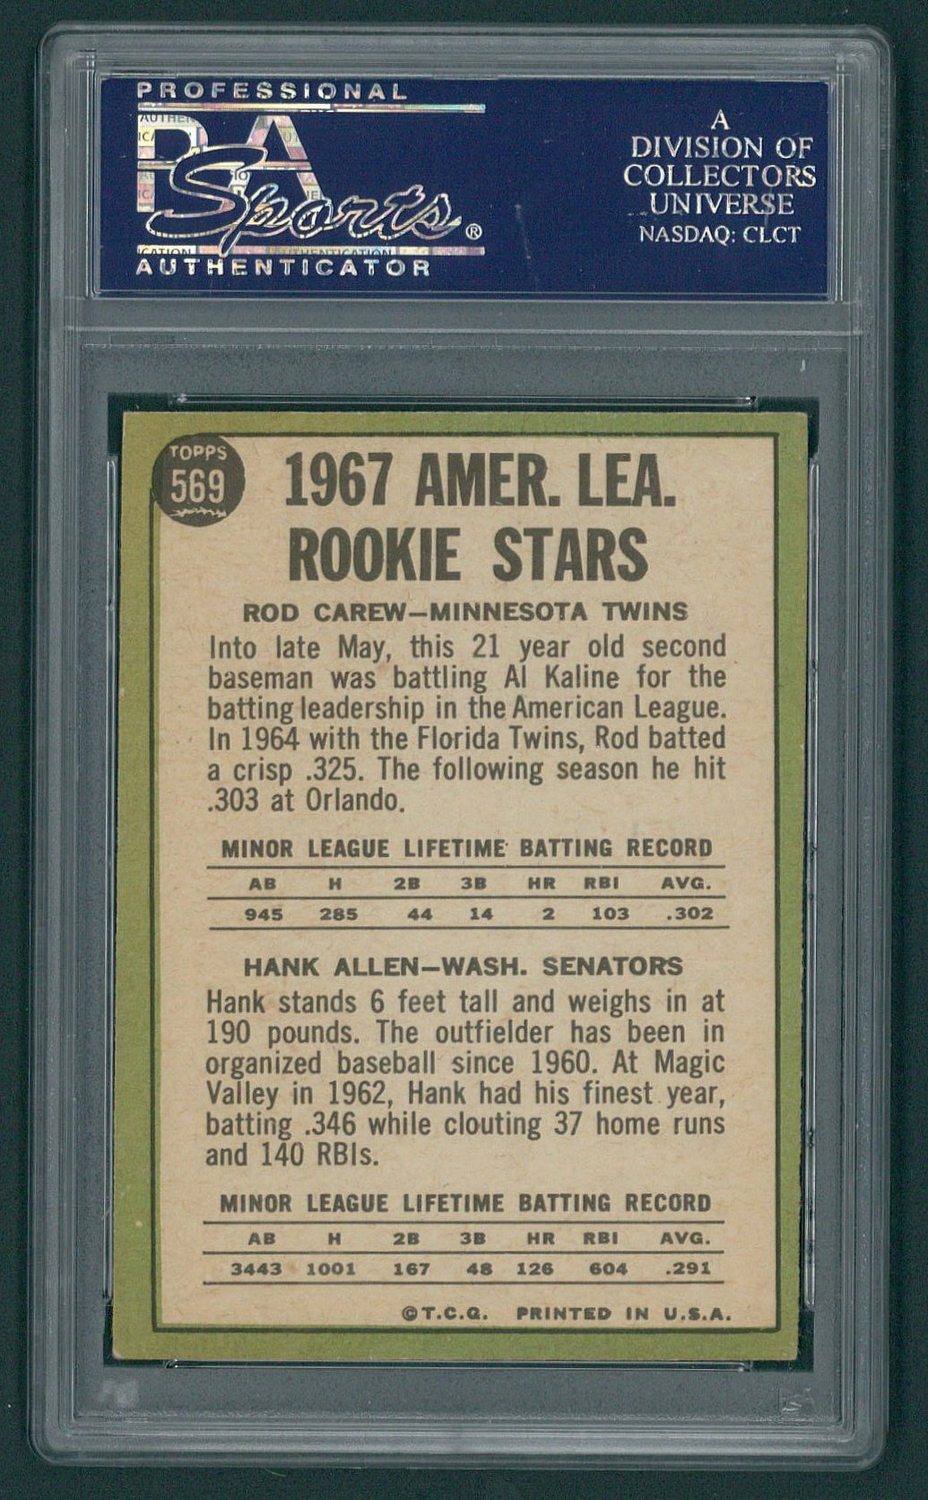 PROFESSIONAL
PSA
Sports®
AUTHENTICATOR
A
DIVISION OF
COLLECTORS
UNIVERSE
NASDAQ: CLCT
TOPPS
569
1967 AMER. LEA.
ROOKIE STARS
ROD CAREW—MINNESOTA TWINS
Into late May, this 21 year old second
baseman was battling Al Kaline for the
batting leadership in the American League.
In 1964 with the Florida Twins, Rod batted
a crisp .325. The following season he hit
.303 at Orlando.
MINOR LEAGUE LIFETIME BATTING RECORD
AB H 2B 3B HR RBI AVG.
945 285 44 14 2 103 .302
HANK ALLEN—WASH. SENATORS
Hank stands 6 feet tall and weighs in at
190 pounds. The outfielder has been in
organized baseball since 1960. At Magic
Valley in 1962, Hank had his finest year,
batting .346 while clouting 37 home runs
and 140 RBIs.
MINOR LEAGUE LIFETIME BATTING RECORD
AB H 2B 3B HR RBI AVG.
3443 1001 167 48 126 604 .291
©T.C.G. PRINTED IN U.S.A.